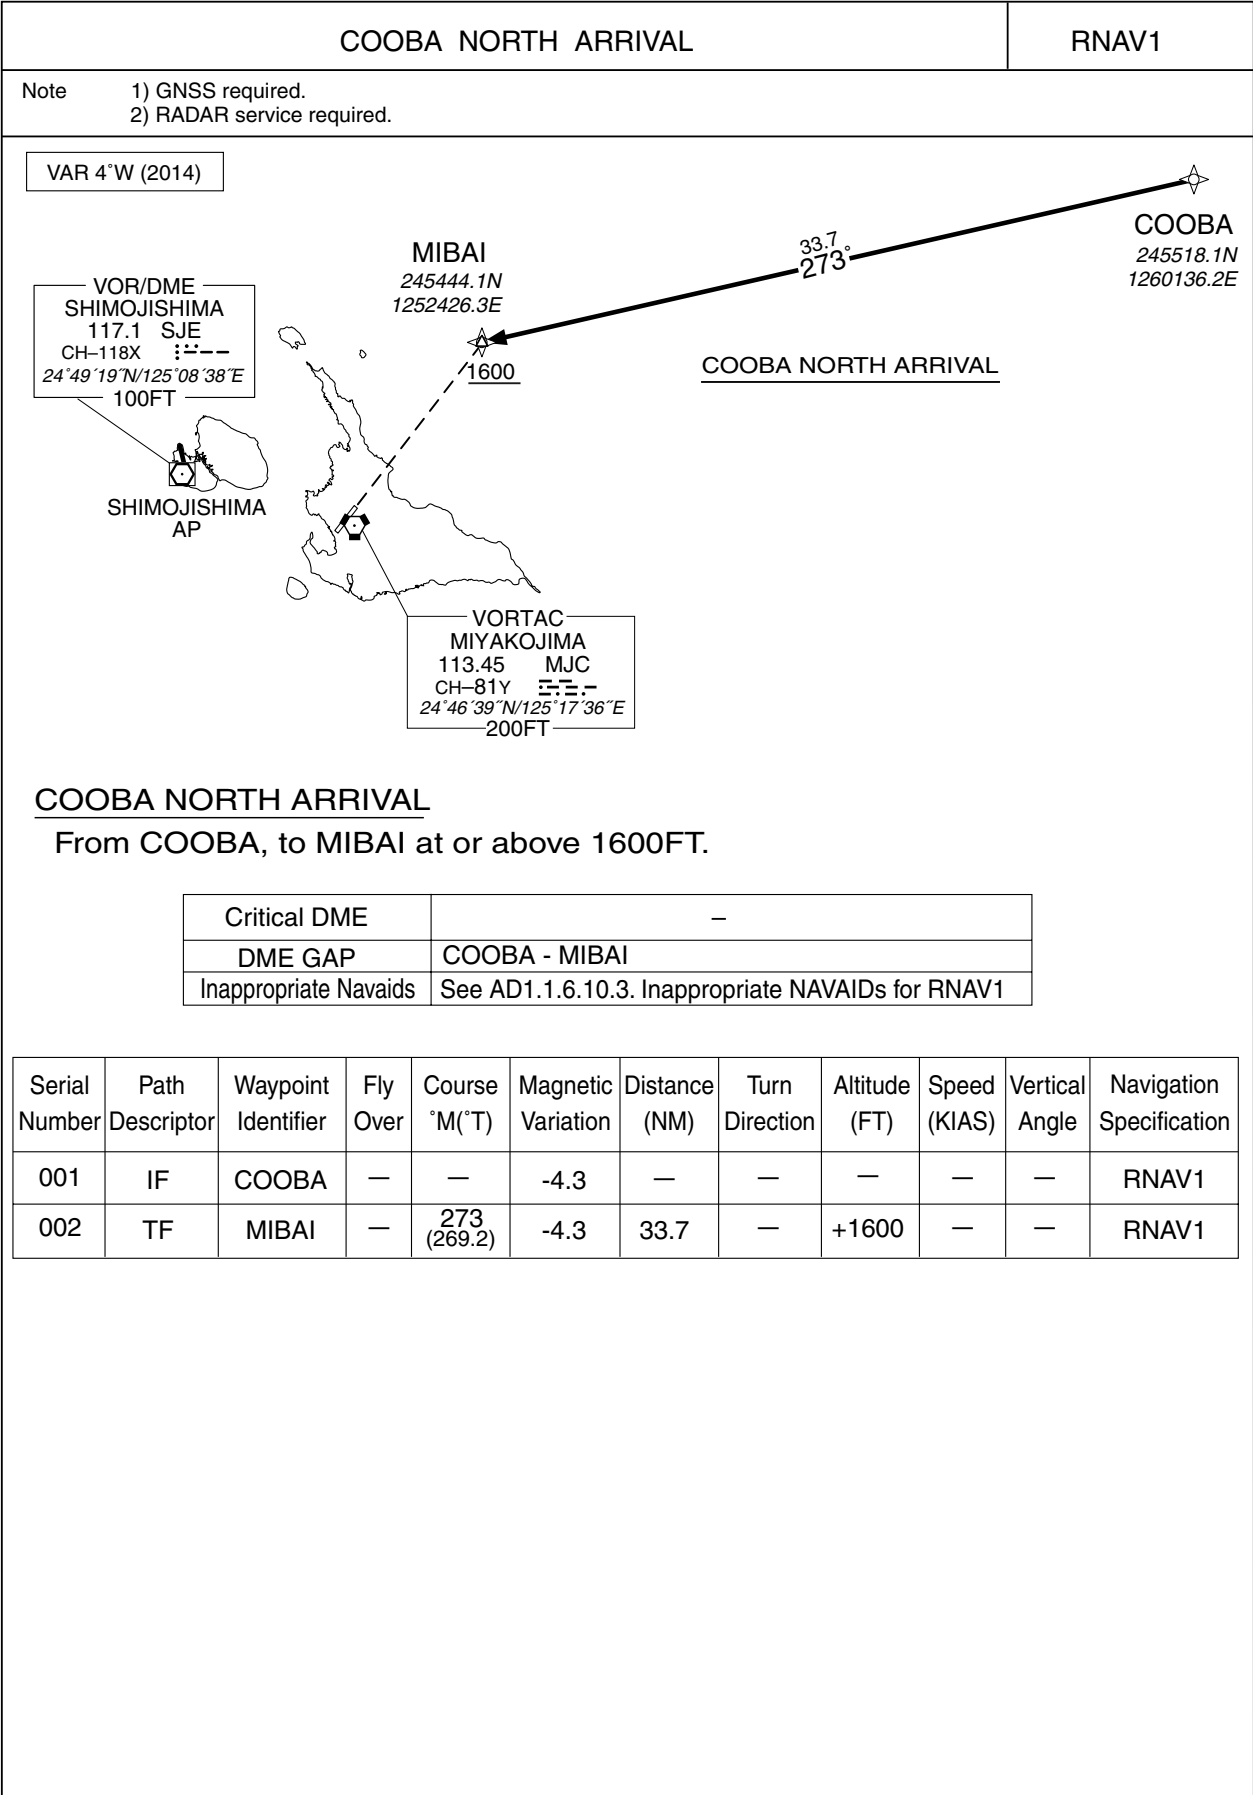 COOBA NORTH ARRIVAL RNAV1
Note 1) GNSS required.
2) RADAR service required.
VAR 4˚W (2014)
COOBA
245518.1N
1260136.2E
33.7
273˚
MIBAI
245444.1N
1252426.3E
1600
COOBA NORTH ARRIVAL
VOR/DME
SHIMOJISHIMA
117.1 SJE
CH–118X
24˚49´19˝N/125˚08´38˝E
100FT
SHIMOJISHIMA
AP
VORTAC
MIYAKOJIMA
113.45 MJC
CH–81Y
24˚46´39˝N/125˚17´36˝E
200FT
COOBA NORTH ARRIVAL
From COOBA, to MIBAI at or above 1600FT.
Critical DME –
DME GAP COOBA - MIBAI
Inappropriate Navaids See AD1.1.6.10.3. Inappropriate NAVAIDs for RNAV1
Serial Path Waypoint Fly Course Magnetic Distance Turn Altitude Speed Vertical Navigation
Number Descriptor Identifier Over ˚M(˚T) Variation (NM) Direction (FT) (KIAS) Angle Specification
001 IF COOBA — — -4.3 — — — — — RNAV1
002 TF MIBAI — 273 (269.2) -4.3 33.7 — +1600 — — RNAV1